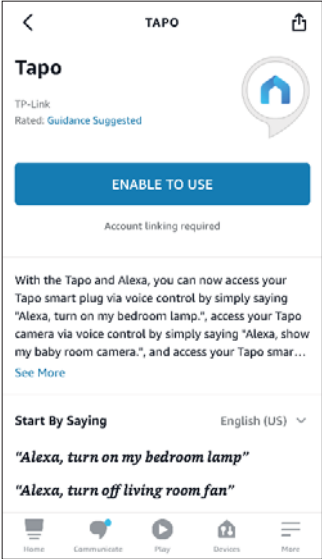 TAPO
Tapo
TP-Link
Rated: Guidance Suggested
ENABLE TO USE
Account linking required
With the Tapo and Alexa, you can now access your
Tapo smart plug via voice control by simply saying
"Alexa, turn on my bedroom lamp.", access your Tapo
camera via voice control by simply saying "Alexa, show
my baby room camera.", and access your Tapo smar...
See More
Start By Saying English (US)
"Alexa, turn on my bedroom lamp"
"Alexa, turn off living room fan"
Home Communicate Play Devices More